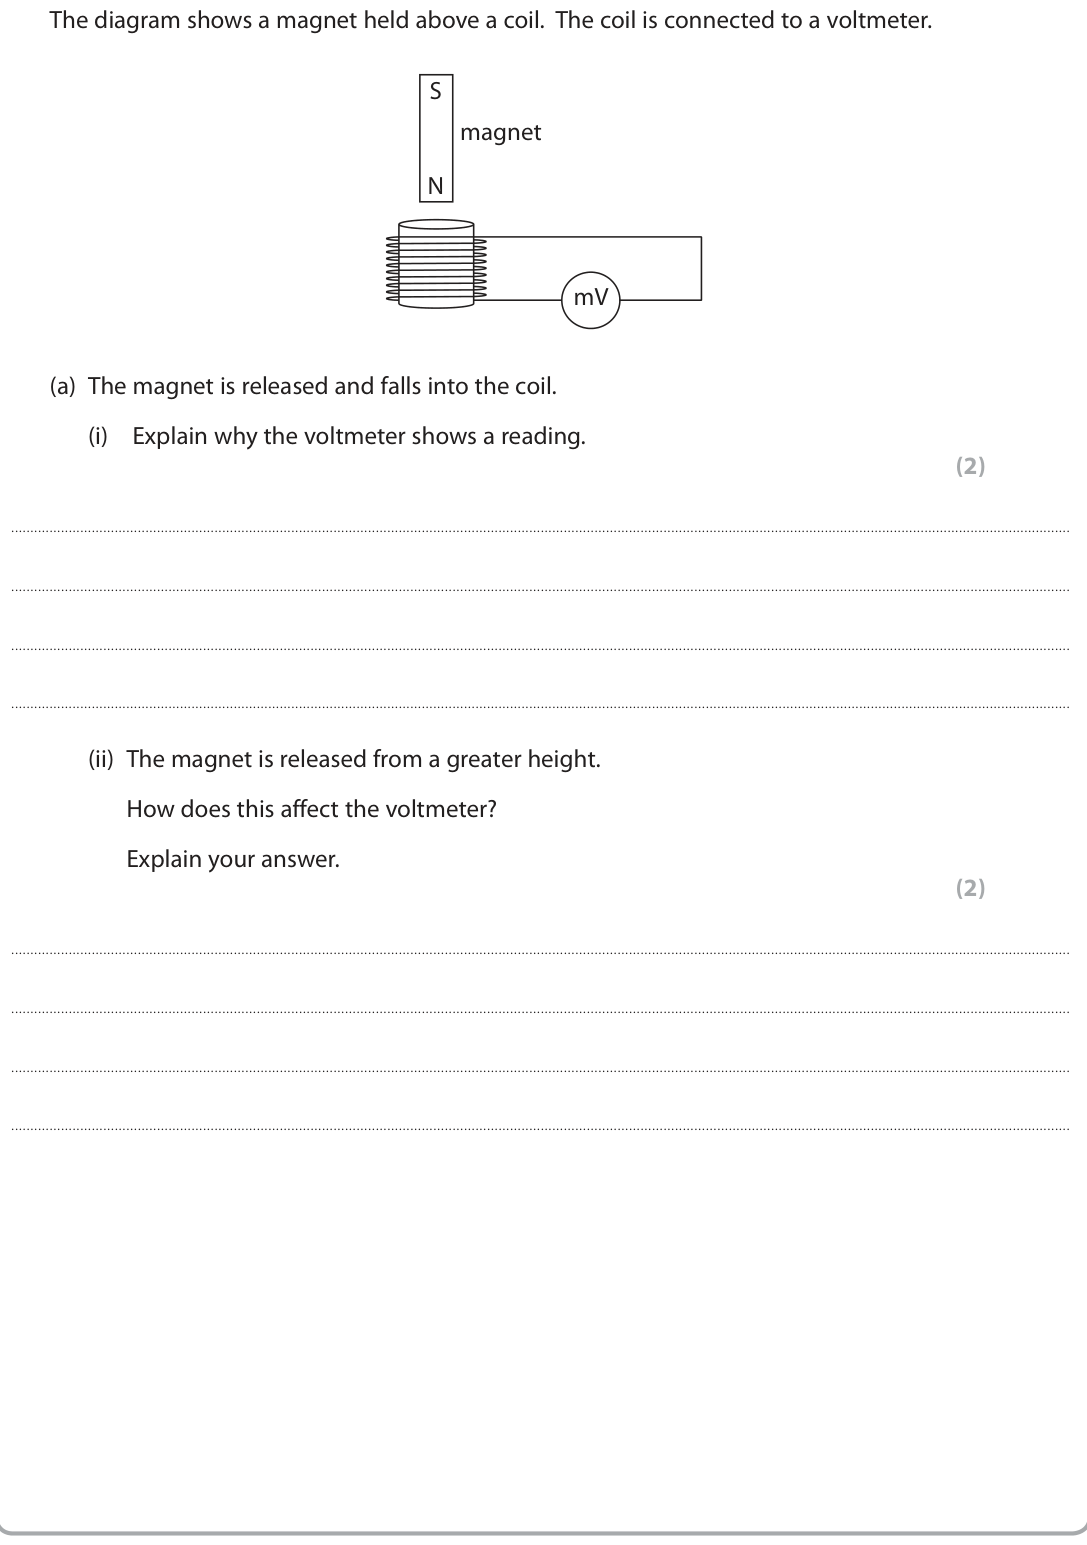 The diagram shows a magnet held above a coil. The coil is connected to a voltmeter.
S
magnet
N
mV
(a) The magnet is released and falls into the coil.
(i) Explain why the voltmeter shows a reading.
(2)
(ii) The magnet is released from a greater height.
How does this affect the voltmeter?
Explain your answer.
(2)